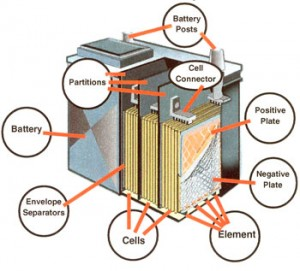 Battery
Posts
Partitions
Cell
Connector
Battery
Positive
Plate
Negative
Plate
Envelope
Separators
Cells
Element